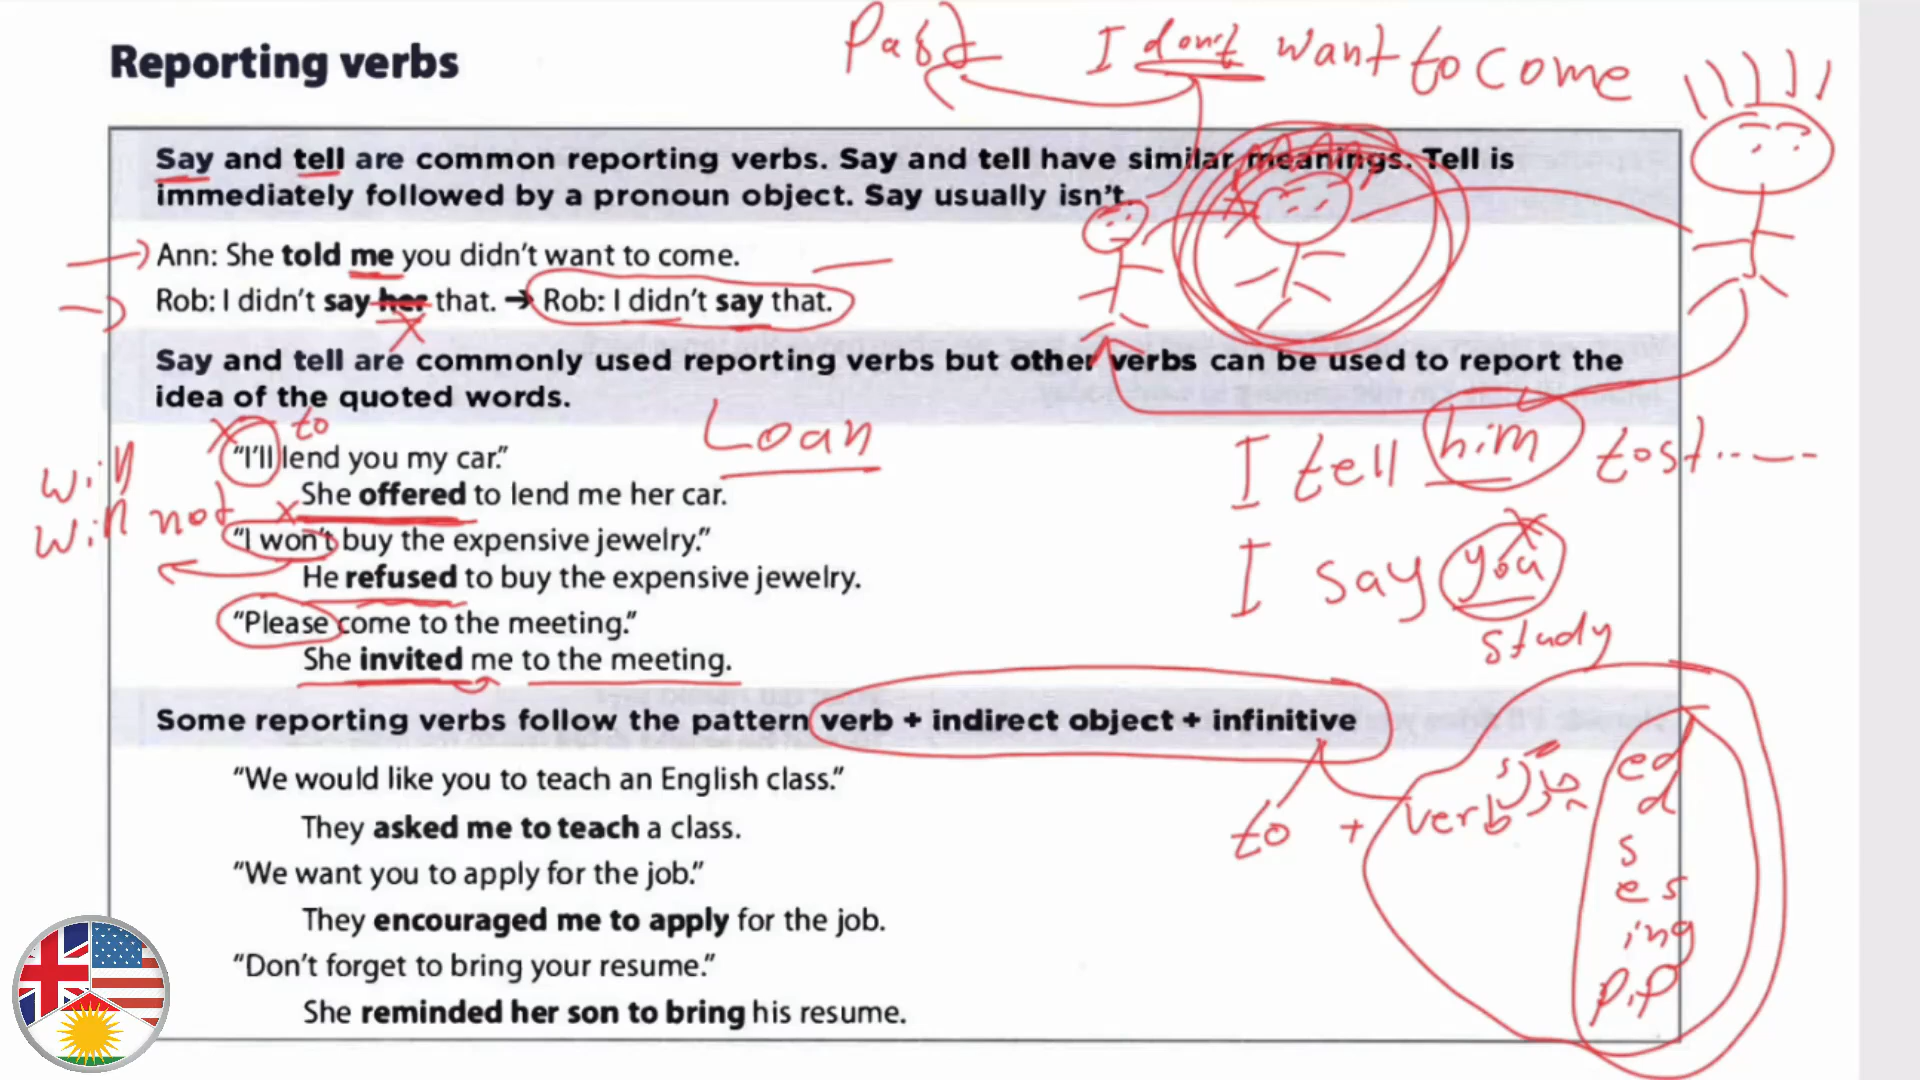 Past I don't want to come
Reporting verbs
Say and tell are common reporting verbs. Say and tell have similar meanings. Tell is
immediately followed by a pronoun object. Say usually isn't.
Ann: She told me you didn't want to come.
Rob: I didn't say her that. → Rob: I didn't say that.
Say and tell are commonly used reporting verbs but other verbs can be used to report the
idea of the quoted words.
to
Loan
"I'll lend you my car."
I tell him
will
She offered to lend me her car.
will not
"I won't buy the expensive jewelry."
He refused to buy the expensive jewelry.
I say you
"Please come to the meeting."
study
She invited me to the meeting.
Some reporting verbs follow the pattern verb + indirect object + infinitive
"We would like you to teach an English class."
ed
d
They asked me to teach a class.
to + verb
s
"We want you to apply for the job."
es
They encouraged me to apply for the job.
ing
"Don't forget to bring your resume."
p.p
She reminded her son to bring his resume.